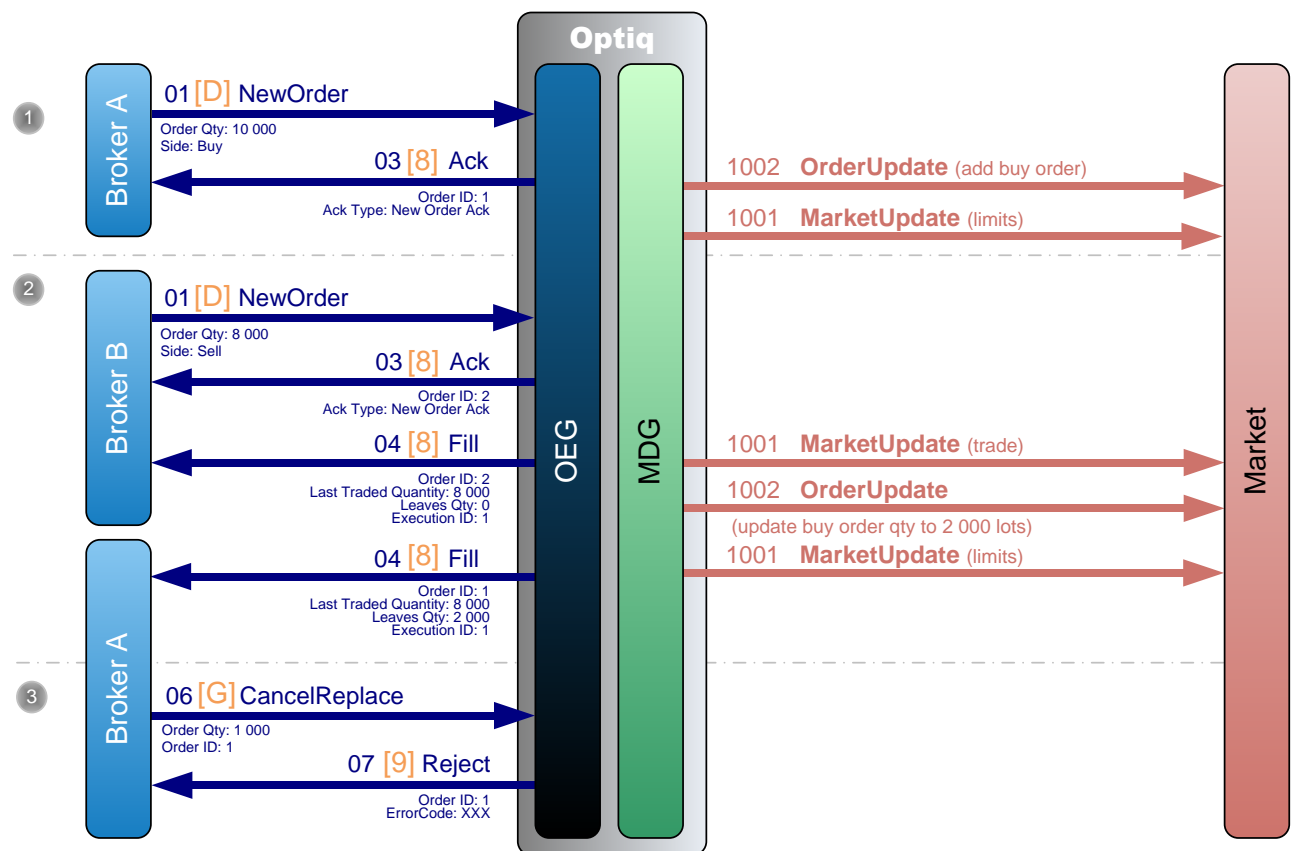 Optiq
1
Broker A
01 [D] NewOrder
Order Qty: 10 000
Side: Buy
03 [8] Ack
Order ID: 1
Ack Type: New Order Ack
1002 OrderUpdate (add buy order)
1001 MarketUpdate (limits)
2
Broker B
01 [D] NewOrder
Order Qty: 8 000
Side: Sell
03 [8] Ack
Order ID: 2
Ack Type: New Order Ack
04 [8] Fill
Order ID: 2
Last Traded Quantity: 8 000
Leaves Qty: 0
Execution ID: 1
OEG
MDG
1001 MarketUpdate (trade)
1002 OrderUpdate
(update buy order qty to 2 000 lots)
1001 MarketUpdate (limits)
Market
Broker A
04 [8] Fill
Order ID: 1
Last Traded Quantity: 8 000
Leaves Qty: 2 000
Execution ID: 1
3
06 [G] CancelReplace
Order Qty: 1 000
Order ID: 1
07 [9] Reject
Order ID: 1
ErrorCode: XXX